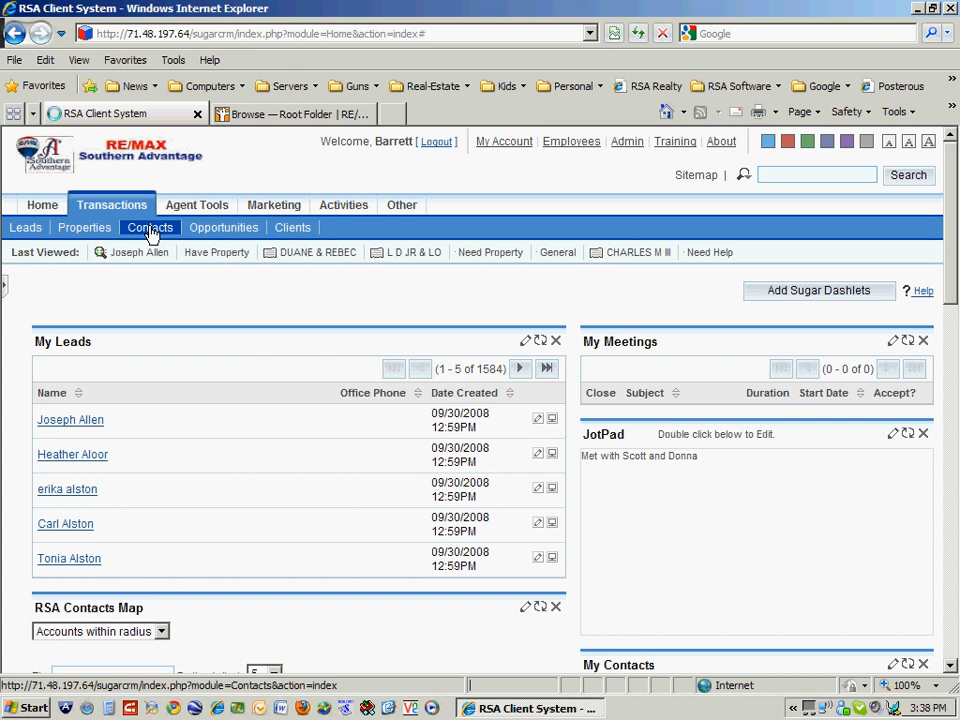 RSA Client System - Windows Internet Explorer
http://71.48.197.64/sugarcrm/index.php?module=Home&action=index#
Google
File Edit View Favorites Tools Help
Favorites News Computers Servers Guns Real-Estate Kids Personal RSA Realty RSA Software Google Posterous
RSA Client System Browse — Root Folder | RE/...
Page Safety Tools
RE/MAX
Southern Advantage
Southern
Advantage
Welcome, Barrett [ Logout ] My Account Employees Admin Training About A A A
Sitemap Search
Home Transactions Agent Tools Marketing Activities Other
Leads Properties Contacts Opportunities Clients
Last Viewed: Joseph Allen Have Property DUANE & REBEC L D JR & LO Need Property General CHARLES M III Need Help
Add Sugar Dashlets ? Help
My Leads
(1 - 5 of 1584)
Name Office Phone Date Created
Joseph Allen 09/30/2008 12:59PM
Heather Aloor 09/30/2008 12:59PM
erika alston 09/30/2008 12:59PM
Carl Alston 09/30/2008 12:59PM
Tonia Alston 09/30/2008 12:59PM
RSA Contacts Map
Accounts within radius
My Meetings
(0 - 0 of 0)
Close Subject Duration Start Date Accept?
JotPad Double click below to Edit.
Met with Scott and Donna
My Contacts
http://71.48.197.64/sugarcrm/index.php?module=Contacts&action=index
Internet 100%
Start RSA Client System - ... 3:38 PM